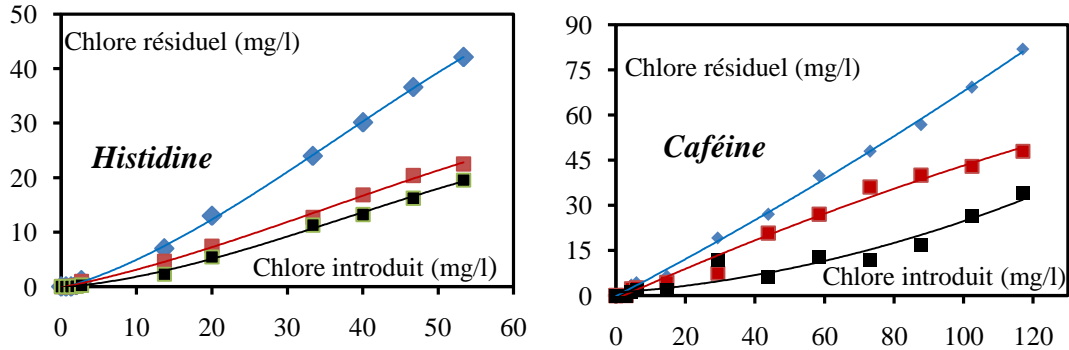 50
40
30
20
10
0
Chlore résiduel (mg/l)
Histidine
Chlore introduit (mg/l)
0 10 20 30 40 50 60
90
75
60
45
30
15
0
Chlore résiduel (mg/l)
Caféine
Chlore introduit (mg/l)
0 20 40 60 80 100 120